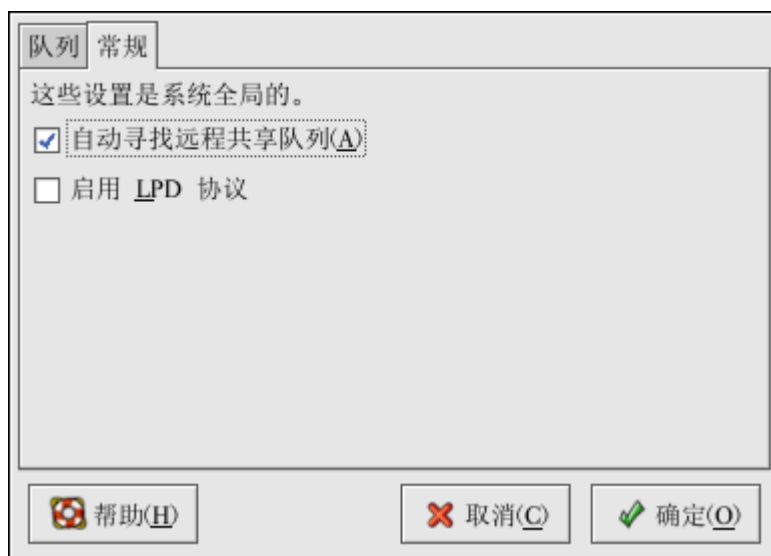 队列 常规
这些设置是系统全局的。
自动寻找远程共享队列(A)
启用 LPD 协议
帮助(H) 取消(C) 确定(O)